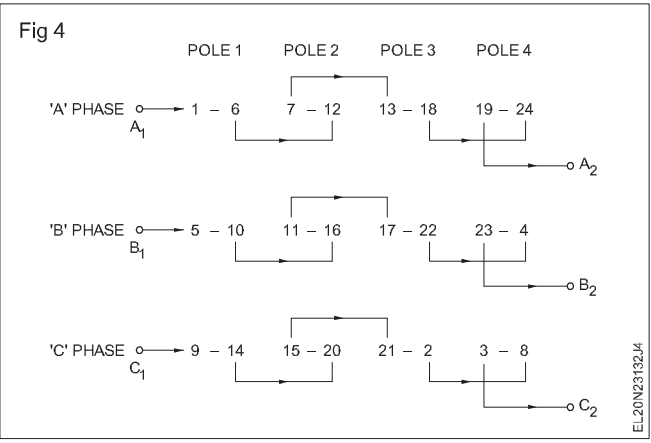 Fig 4
POLE 1 POLE 2 POLE 3 POLE 4
'A' PHASE 1 – 6 7 – 12 13 – 18 19 – 24
A1
A2
'B' PHASE 5 – 10 11 – 16 17 – 22 23 – 4
B1
B2
'C' PHASE 9 – 14 15 – 20 21 – 2 3 – 8
C1
C2
EL20N23132J4